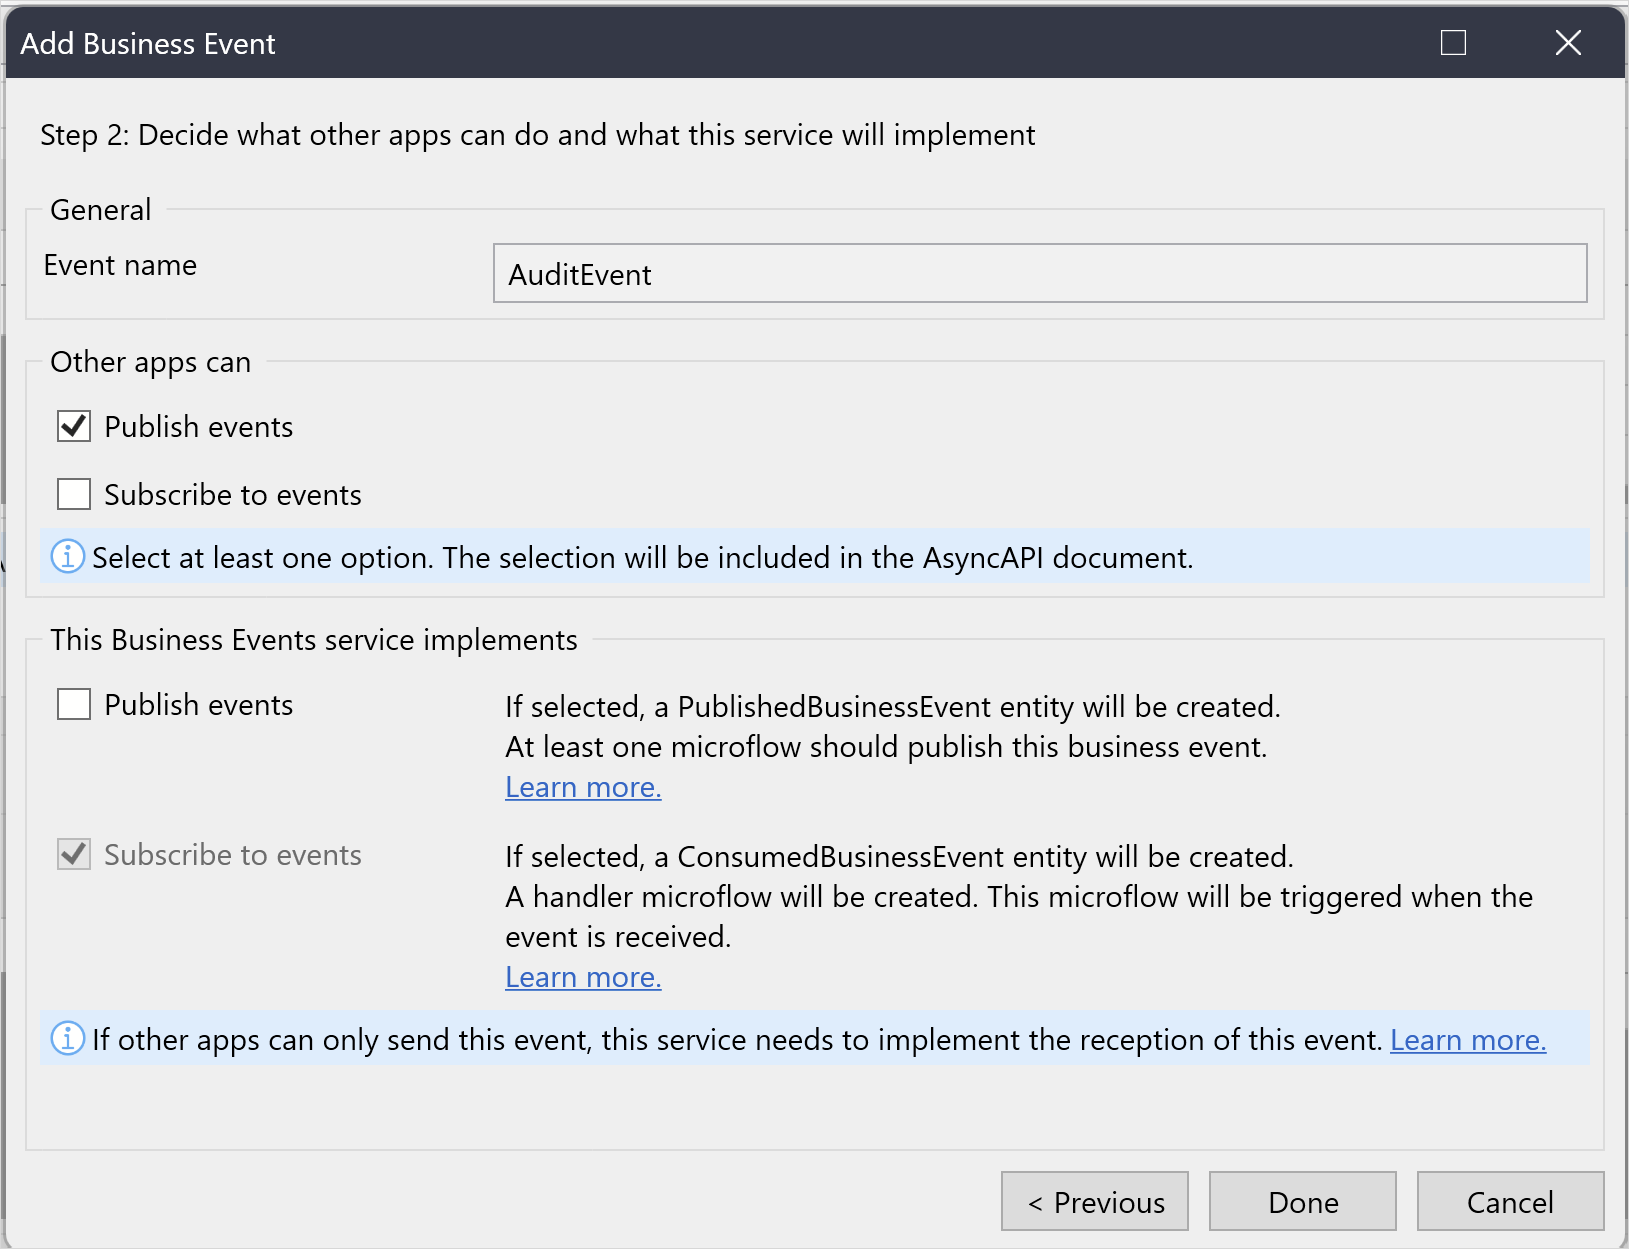 Add Business Event
Step 2: Decide what other apps can do and what this service will implement
General
Event name
AuditEvent
Other apps can
Publish events
Subscribe to events
Select at least one option. The selection will be included in the AsyncAPI document.
This Business Events service implements
Publish events
If selected, a PublishedBusinessEvent entity will be created.
At least one microflow should publish this business event.
Learn more.
Subscribe to events
If selected, a ConsumedBusinessEvent entity will be created.
A handler microflow will be created. This microflow will be triggered when the
event is received.
Learn more.
If other apps can only send this event, this service needs to implement the reception of this event. Learn more.
< Previous
Done
Cancel